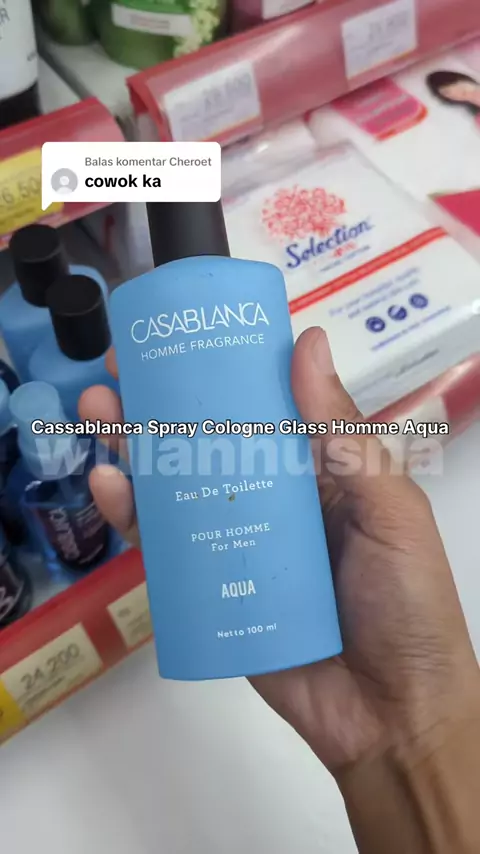 Balas komentar Cheroet
cowok ka
Selection
CASABLANCA
HOMME FRAGRANCE
Cassablanca Spray Cologne Glass Homme Aqua
wulanhusna
Eau De Toilette
POUR HOMME
For Men
AQUA
Netto 100 ml
24.200